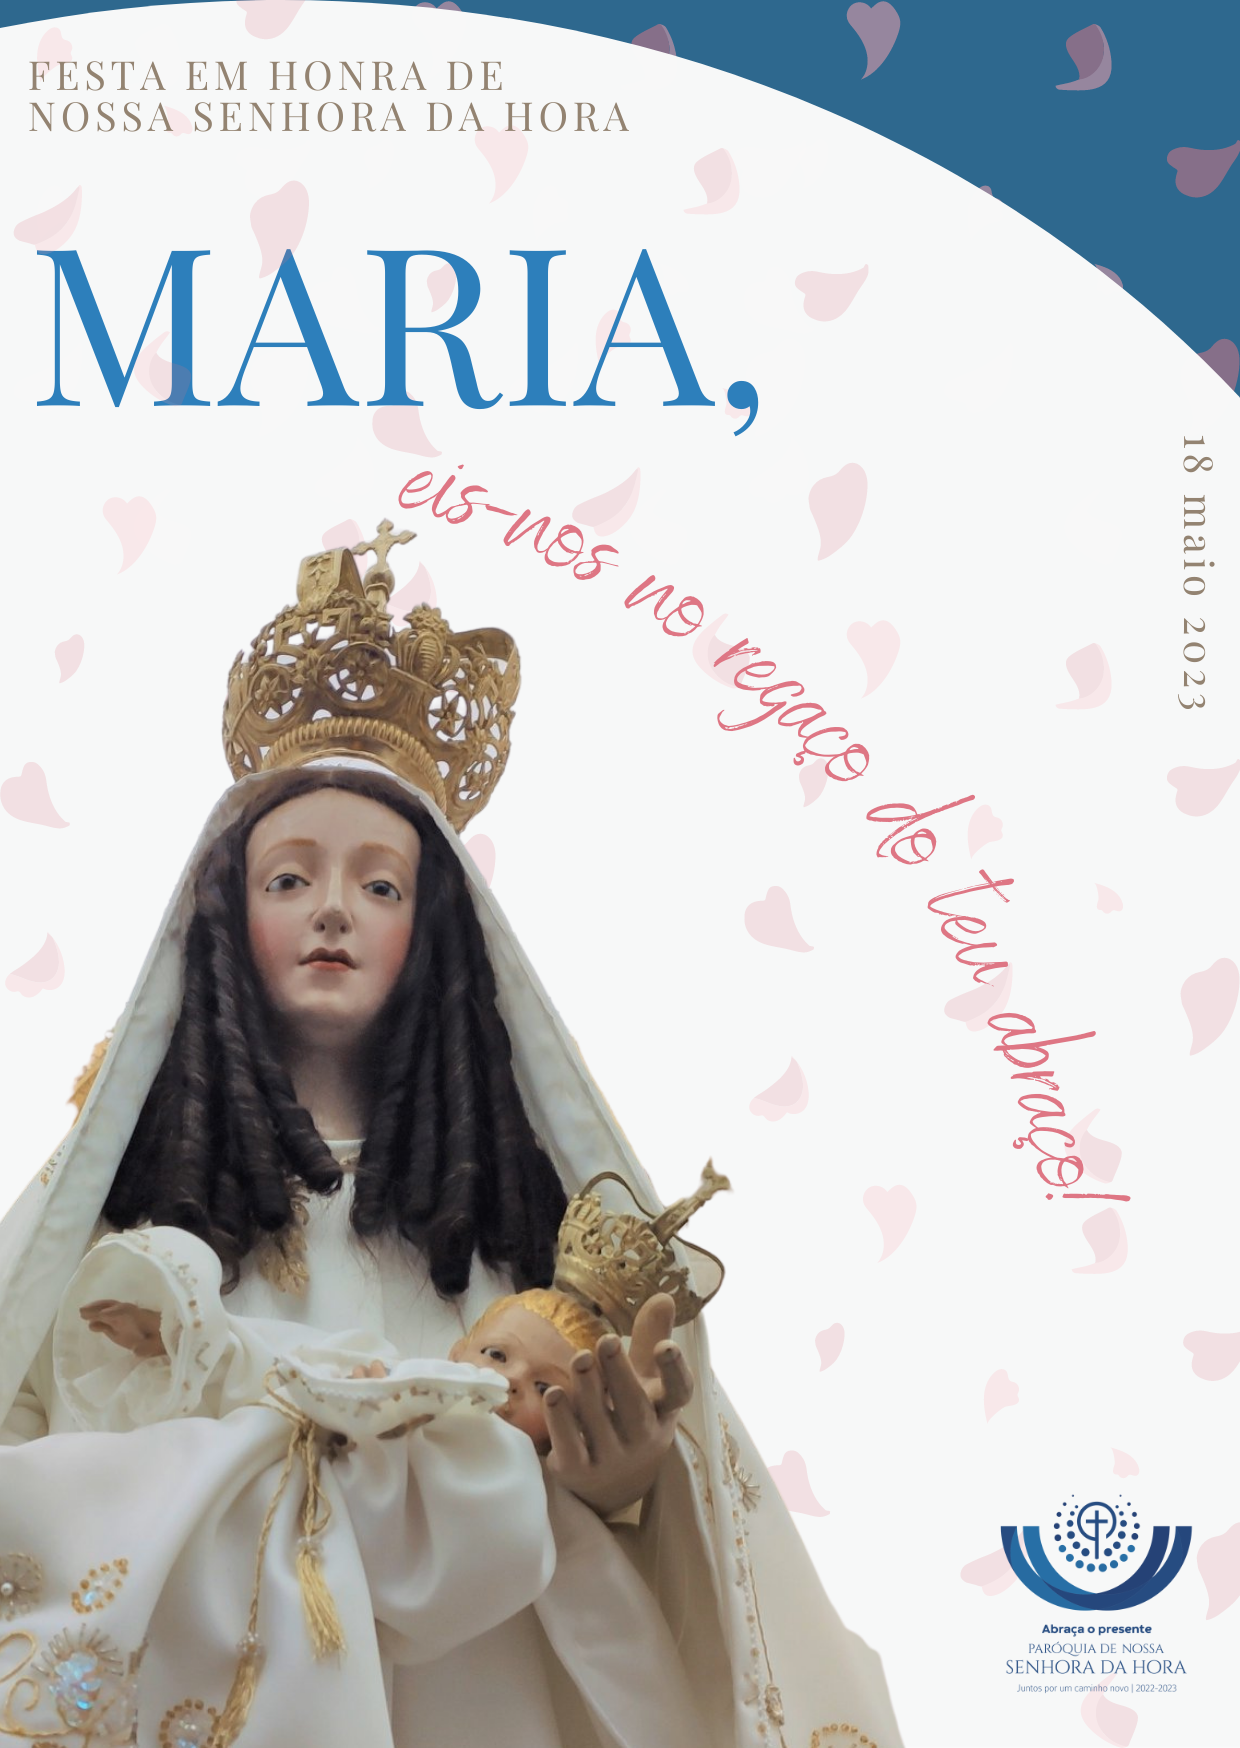 FESTA EM HONRA DE
NOSSA SENHORA DA HORA
MARIA,
eis-nos no regaço do teu abraço!
18 maio 2023
Abraça o presente
PARÓQUIA DE NOSSA
SENHORA DA HORA
Juntos por um caminho novo | 2022-2023